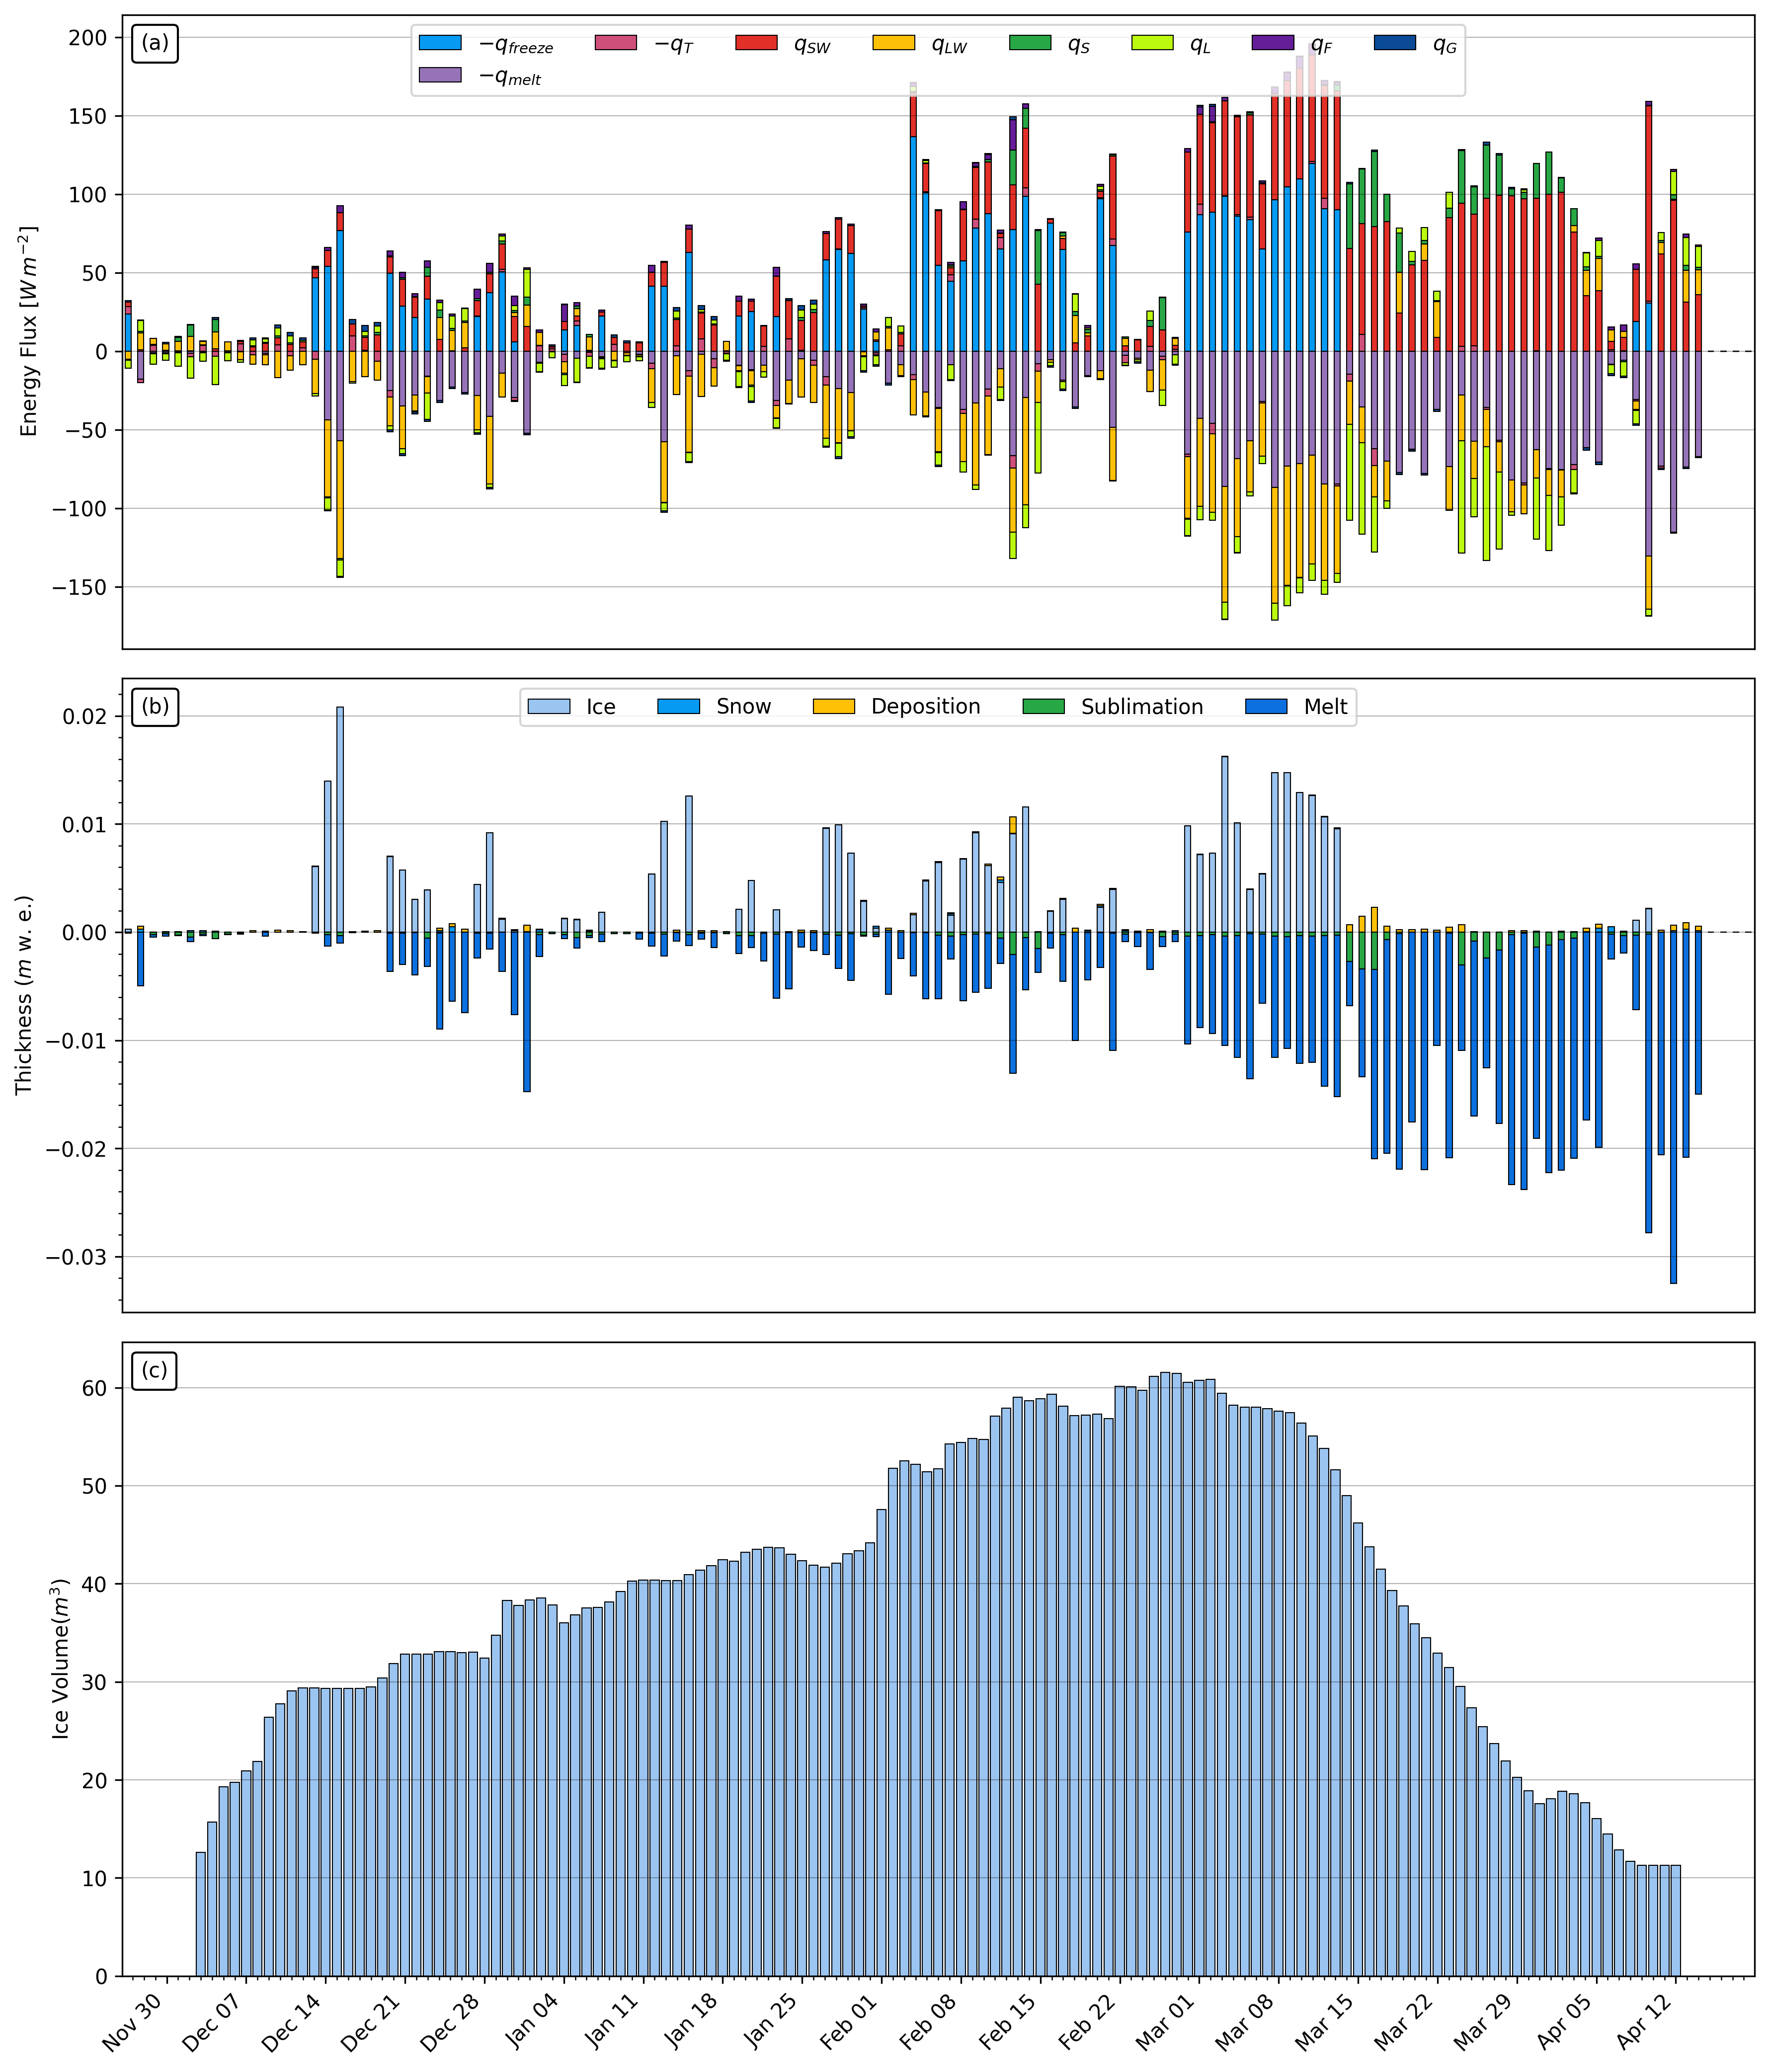 (a)
−q_freeze −q_T q_SW q_LW q_S q_L q_F q_G
−q_melt
200
150
100
50
0
−50
−100
−150
Energy Flux [W m⁻²]
(b)
Ice Snow Deposition Sublimation Melt
0.02
0.01
0.00
−0.01
−0.02
−0.03
Thickness (m w. e.)
(c)
60
50
40
30
20
10
0
Ice Volume(m³)
Nov 30 Dec 07 Dec 14 Dec 21 Dec 28 Jan 04 Jan 11 Jan 18 Jan 25 Feb 01 Feb 08 Feb 15 Feb 22 Mar 01 Mar 08 Mar 15 Mar 22 Mar 29 Apr 05 Apr 12